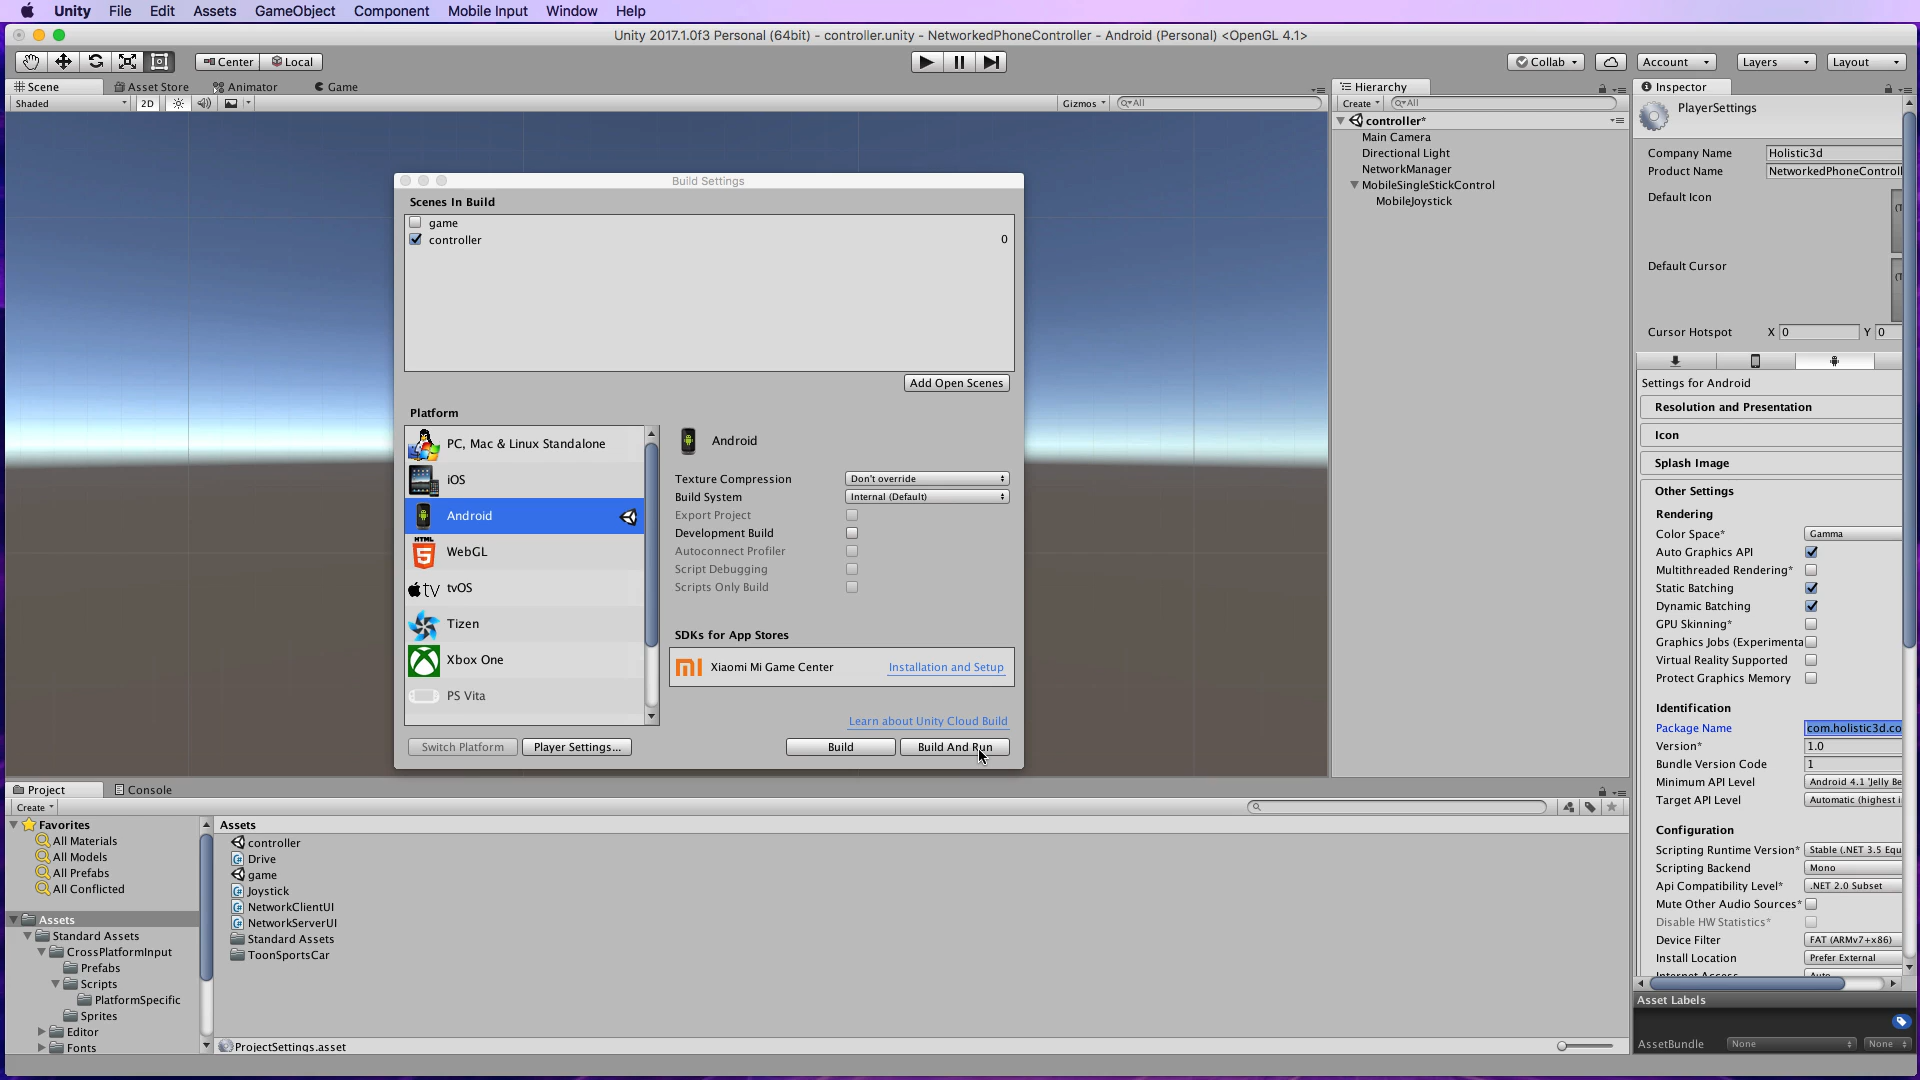 Unity File Edit Assets GameObject Component Mobile Input Window Help
Unity 2017.1.0f3 Personal (64bit) - controller.unity - NetworkedPhoneController - Android (Personal) <OpenGL 4.1>
Center Local Collab Account Layers Layout
Scene Asset Store Animator Game
Shaded 2D Gizmos All
Build Settings
Scenes In Build
game
controller 0
Add Open Scenes
Platform
PC, Mac & Linux Standalone
iOS
Android
HTML 5 WebGL
tv tvOS
Tizen
Xbox One
PS Vita
Android
Texture Compression Don't override
Build System Internal (Default)
Export Project
Development Build
Autoconnect Profiler
Script Debugging
Scripts Only Build
SDKs for App Stores
mi Xiaomi Mi Game Center Installation and Setup
Learn about Unity Cloud Build
Switch Platform Player Settings... Build Build And Run
Hierarchy
Create All
controller*
Main Camera
Directional Light
NetworkManager
MobileSingleStickControl
MobileJoystick
Inspector
PlayerSettings
Company Name Holistic3d
Product Name NetworkedPhoneControll
Default Icon
Default Cursor
Cursor Hotspot X 0 Y 0
Settings for Android
Resolution and Presentation
Icon
Splash Image
Other Settings
Rendering
Color Space* Gamma
Auto Graphics API
Multithreaded Rendering*
Static Batching
Dynamic Batching
GPU Skinning*
Graphics Jobs (Experimenta
Virtual Reality Supported
Protect Graphics Memory
Identification
Package Name com.holistic3d.co
Version* 1.0
Bundle Version Code 1
Minimum API Level Android 4.1 'Jelly Be
Target API Level Automatic (highest i
Configuration
Scripting Runtime Version* Stable (.NET 3.5 Equ
Scripting Backend Mono
Api Compatibility Level* .NET 2.0 Subset
Mute Other Audio Sources*
Disable HW Statistics*
Device Filter FAT (ARMv7+x86)
Install Location Prefer External
Internet Access Auto
Asset Labels
AssetBundle None None
Project Console
Create
Favorites
All Materials
All Models
All Prefabs
All Conflicted
Assets
Standard Assets
CrossPlatformInput
Prefabs
Scripts
PlatformSpecific
Sprites
Editor
Fonts
Assets
controller
Drive
game
Joystick
NetworkClientUI
NetworkServerUI
Standard Assets
ToonSportsCar
ProjectSettings.asset